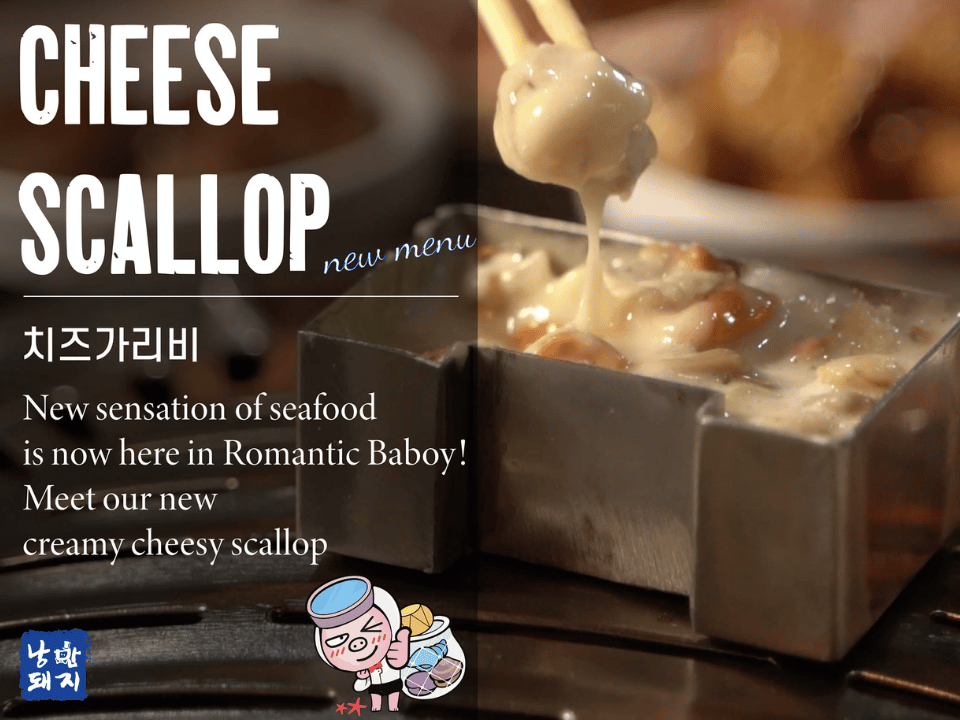 CHEESE
SCALLOP
new menu
치즈가리비
New sensation of seafood
is now here in Romantic Baboy!
Meet our new
creamy cheesy scallop
낭만
돼지